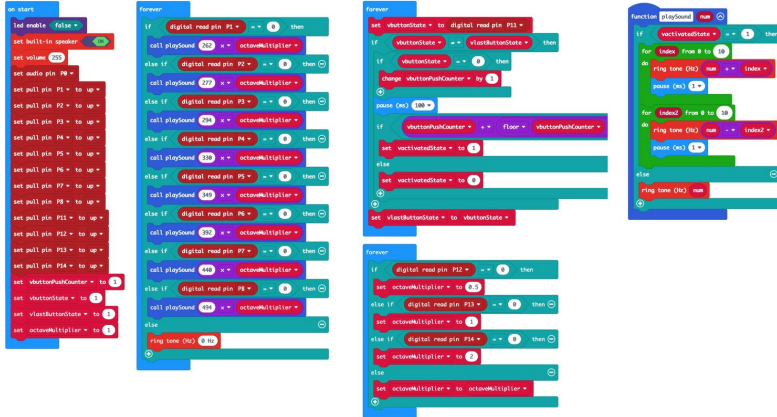 on start
led enable false
set built-in speaker ON
set volume 255
set audio pin P0
set pull pin P1 to up
set pull pin P2 to up
set pull pin P3 to up
set pull pin P4 to up
set pull pin P5 to up
set pull pin P6 to up
set pull pin P7 to up
set pull pin P8 to up
set pull pin P11 to up
set pull pin P12 to up
set pull pin P13 to up
set pull pin P14 to up
set vbuttonPushCounter to 1
set vbuttonState to 1
set vlastButtonState to 1
set octaveMultiplier to 1
forever
if digital read pin P1 = 0 then
call playSound 262 × octaveMultiplier
else if digital read pin P2 = 0 then
call playSound 277 × octaveMultiplier
else if digital read pin P3 = 0 then
call playSound 294 × octaveMultiplier
else if digital read pin P4 = 0 then
call playSound 330 × octaveMultiplier
else if digital read pin P5 = 0 then
call playSound 349 × octaveMultiplier
else if digital read pin P6 = 0 then
call playSound 392 × octaveMultiplier
else if digital read pin P7 = 0 then
call playSound 440 × octaveMultiplier
else if digital read pin P8 = 0 then
call playSound 494 × octaveMultiplier
else
ring tone (Hz) 0 Hz
forever
set vbuttonState to digital read pin P11
if vbuttonState = vlastButtonState then
if vbuttonState = 0 then
change vbuttonPushCounter by 1
pause (ms) 100
if vbuttonPushCounter floor vbuttonPushCounter
set vactivatedState to 1
else
set vactivatedState to 0
set vlastButtonState to vbuttonState
forever
if digital read pin P12 = 0 then
set octaveMultiplier to 0.5
else if digital read pin P13 = 0 then
set octaveMultiplier to 1
else if digital read pin P14 = 0 then
set octaveMultiplier to 2
else
set octaveMultiplier to octaveMultiplier
function playSound num
if vactivatedState = 1 then
for index from 0 to 10
do ring tone (Hz) num + index
pause (ms) 1
for index2 from 0 to 10
do ring tone (Hz) num - index2
pause (ms) 1
else
ring tone (Hz) num